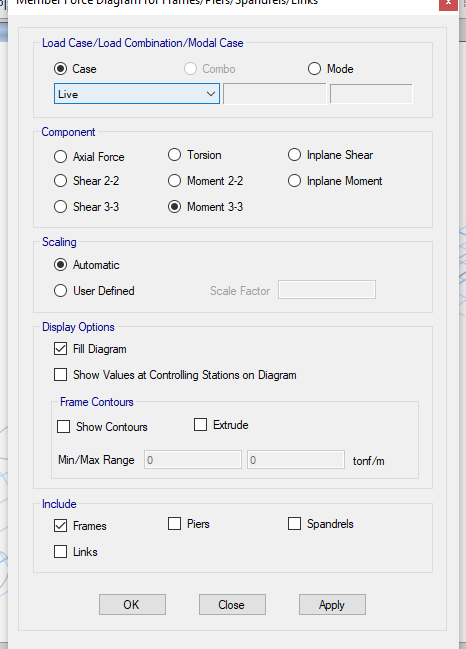 Member Force Diagram for Frames/Piers/Spandrels/Links
x
Load Case/Load Combination/Modal Case
Case Combo Mode
Live
Component
Axial Force Torsion Inplane Shear
Shear 2-2 Moment 2-2 Inplane Moment
Shear 3-3 Moment 3-3
Scaling
Automatic
User Defined Scale Factor
Display Options
Fill Diagram
Show Values at Controlling Stations on Diagram
Frame Contours
Show Contours Extrude
Min/Max Range 0 0 tonf/m
Include
Frames Piers Spandrels
Links
OK Close Apply